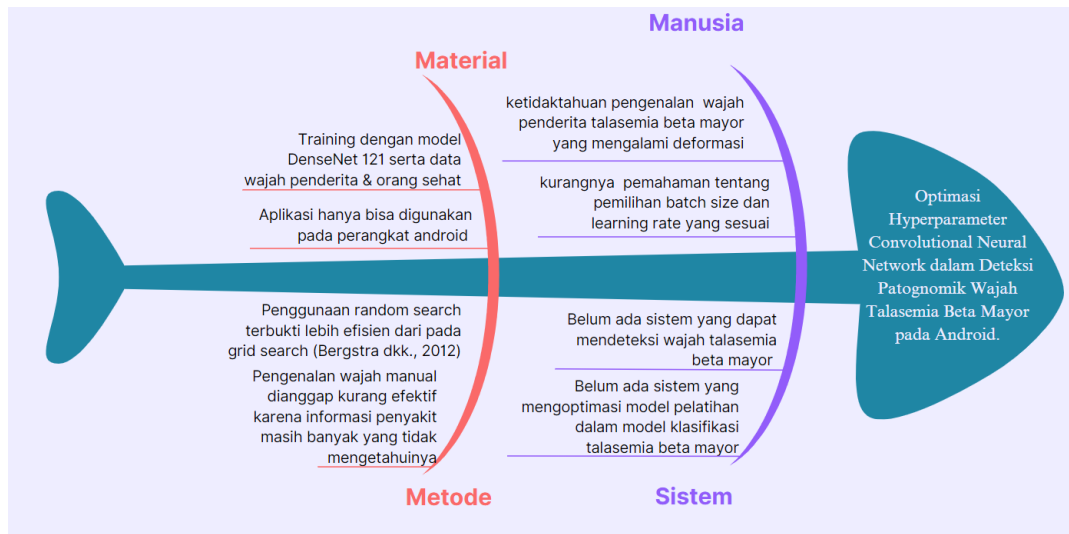 Manusia
Material
ketidaktahuan pengenalan wajah
penderita talasemia beta mayor
yang mengalami deformasi
Training dengan model
DenseNet 121 serta data
wajah penderita & orang sehat
kurangnya pemahaman tentang
pemilihan batch size dan
learning rate yang sesuai
Aplikasi hanya bisa digunakan
pada perangkat android
Optimasi
Hyperparameter
Convolutional Neural
Network dalam Deteksi
Patognomik Wajah
Talasemia Beta Mayor
pada Android.
Penggunaan random search
terbukti lebih efisien dari pada
grid search (Bergstra dkk., 2012)
Belum ada sistem yang dapat
mendeteksi wajah talasemia
beta mayor
Pengenalan wajah manual
dianggap kurang efektif
karena informasi penyakit
masih banyak yang tidak
mengetahuinya
Belum ada sistem yang
mengoptimasi model pelatihan
dalam model klasifikasi
talasemia beta mayor
Metode
Sistem